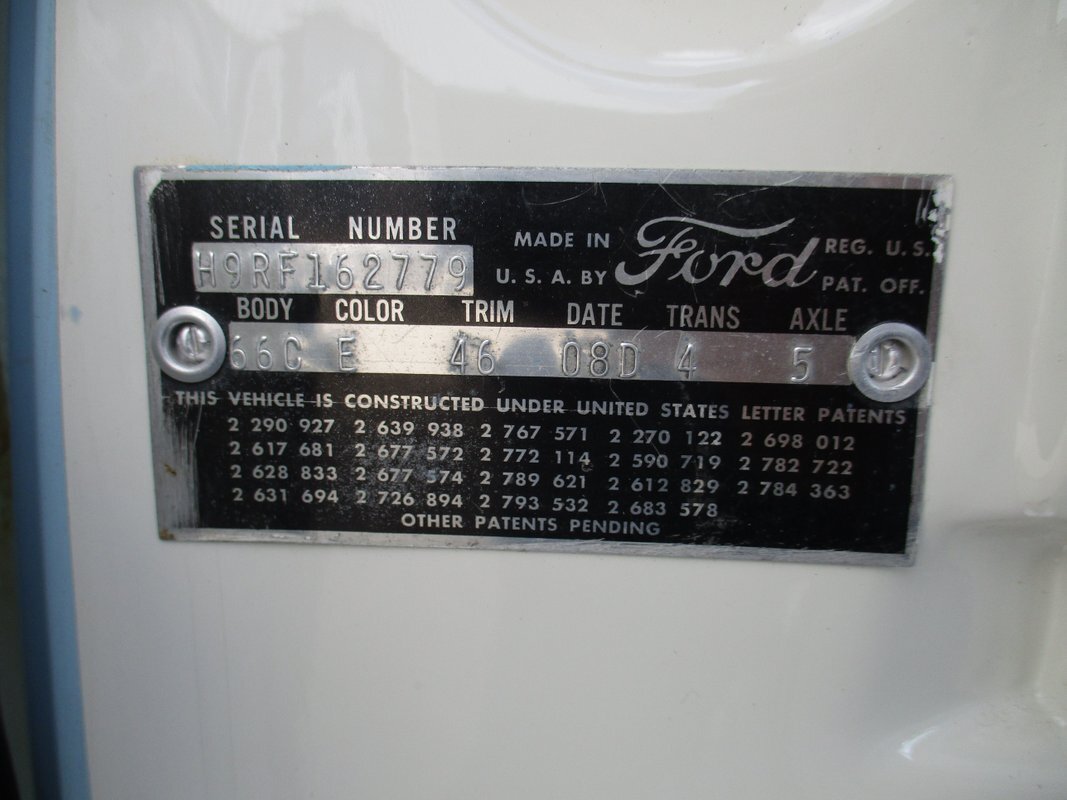 SERIAL NUMBER
H9RF162779
MADE IN
U. S. A. BY
Ford
REG. U. S.
PAT. OFF.
BODY COLOR TRIM DATE TRANS AXLE
66C E 46 08D 4 5
THIS VEHICLE IS CONSTRUCTED UNDER UNITED STATES LETTER PATENTS
2 290 927 2 639 938 2 767 571 2 270 122 2 698 012
2 617 681 2 677 572 2 772 114 2 590 719 2 782 722
2 628 833 2 677 574 2 789 621 2 612 829 2 784 363
2 631 694 2 726 894 2 793 532 2 683 578
OTHER PATENTS PENDING